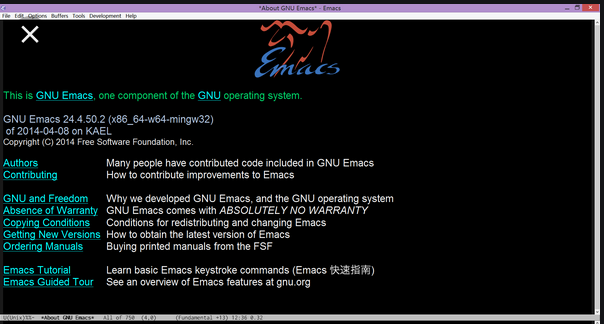 *About GNU Emacs* - Emacs
File Edit Options Buffers Tools Development Help
Emacs
This is GNU Emacs, one component of the GNU operating system.
GNU Emacs 24.4.50.2 (x86_64-w64-mingw32)
of 2014-04-08 on KAEL
Copyright (C) 2014 Free Software Foundation, Inc.
Authors Many people have contributed code included in GNU Emacs
Contributing How to contribute improvements to Emacs
GNU and Freedom Why we developed GNU Emacs, and the GNU operating system
Absence of Warranty GNU Emacs comes with ABSOLUTELY NO WARRANTY
Copying Conditions Conditions for redistributing and changing Emacs
Getting New Versions How to obtain the latest version of Emacs
Ordering Manuals Buying printed manuals from the FSF
Emacs Tutorial Learn basic Emacs keystroke commands (Emacs 快速指南)
Emacs Guided Tour See an overview of Emacs features at gnu.org
U(Unix)%%- *About GNU Emacs* All of 750 (4,0) (Fundamental +13) 12:36 0.32